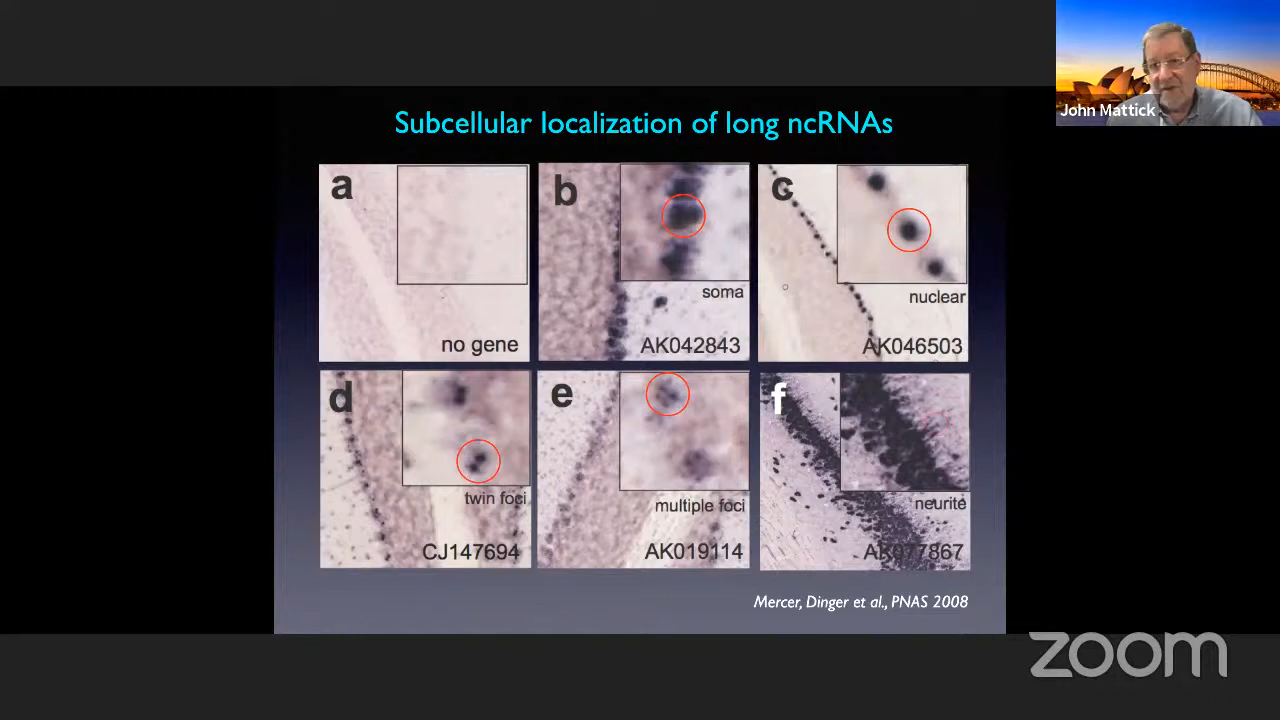 John Mattick
Subcellular localization of long ncRNAs
a
no gene
b
soma
AK042843
c
nuclear
AK046503
d
twin foci
CJ147694
e
multiple foci
AK019114
f
neurite
AK077867
Mercer, Dinger et al., PNAS 2008
zoom